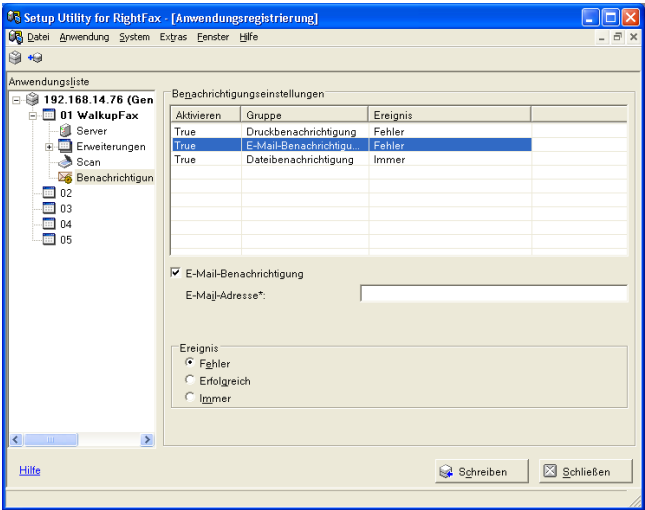 Setup Utility for RightFax - [Anwendungsregistrierung]
Datei Anwendung System Extras Fenster Hilfe
Anwendungsliste
192.168.14.76 (Gen
01 WalkupFax
Server
Erweiterungen
Scan
Benachrichtigun
02
03
04
05
Benachrichtigungseinstellungen
Aktivieren Gruppe Ereignis
True Druckbenachrichtigung Fehler
True E-Mail-Benachrichtigu... Fehler
True Dateibenachrichtigung Immer
E-Mail-Benachrichtigung
E-Mail-Adresse*:
Ereignis
Fehler
Erfolgreich
Immer
Hilfe
Schreiben
Schließen